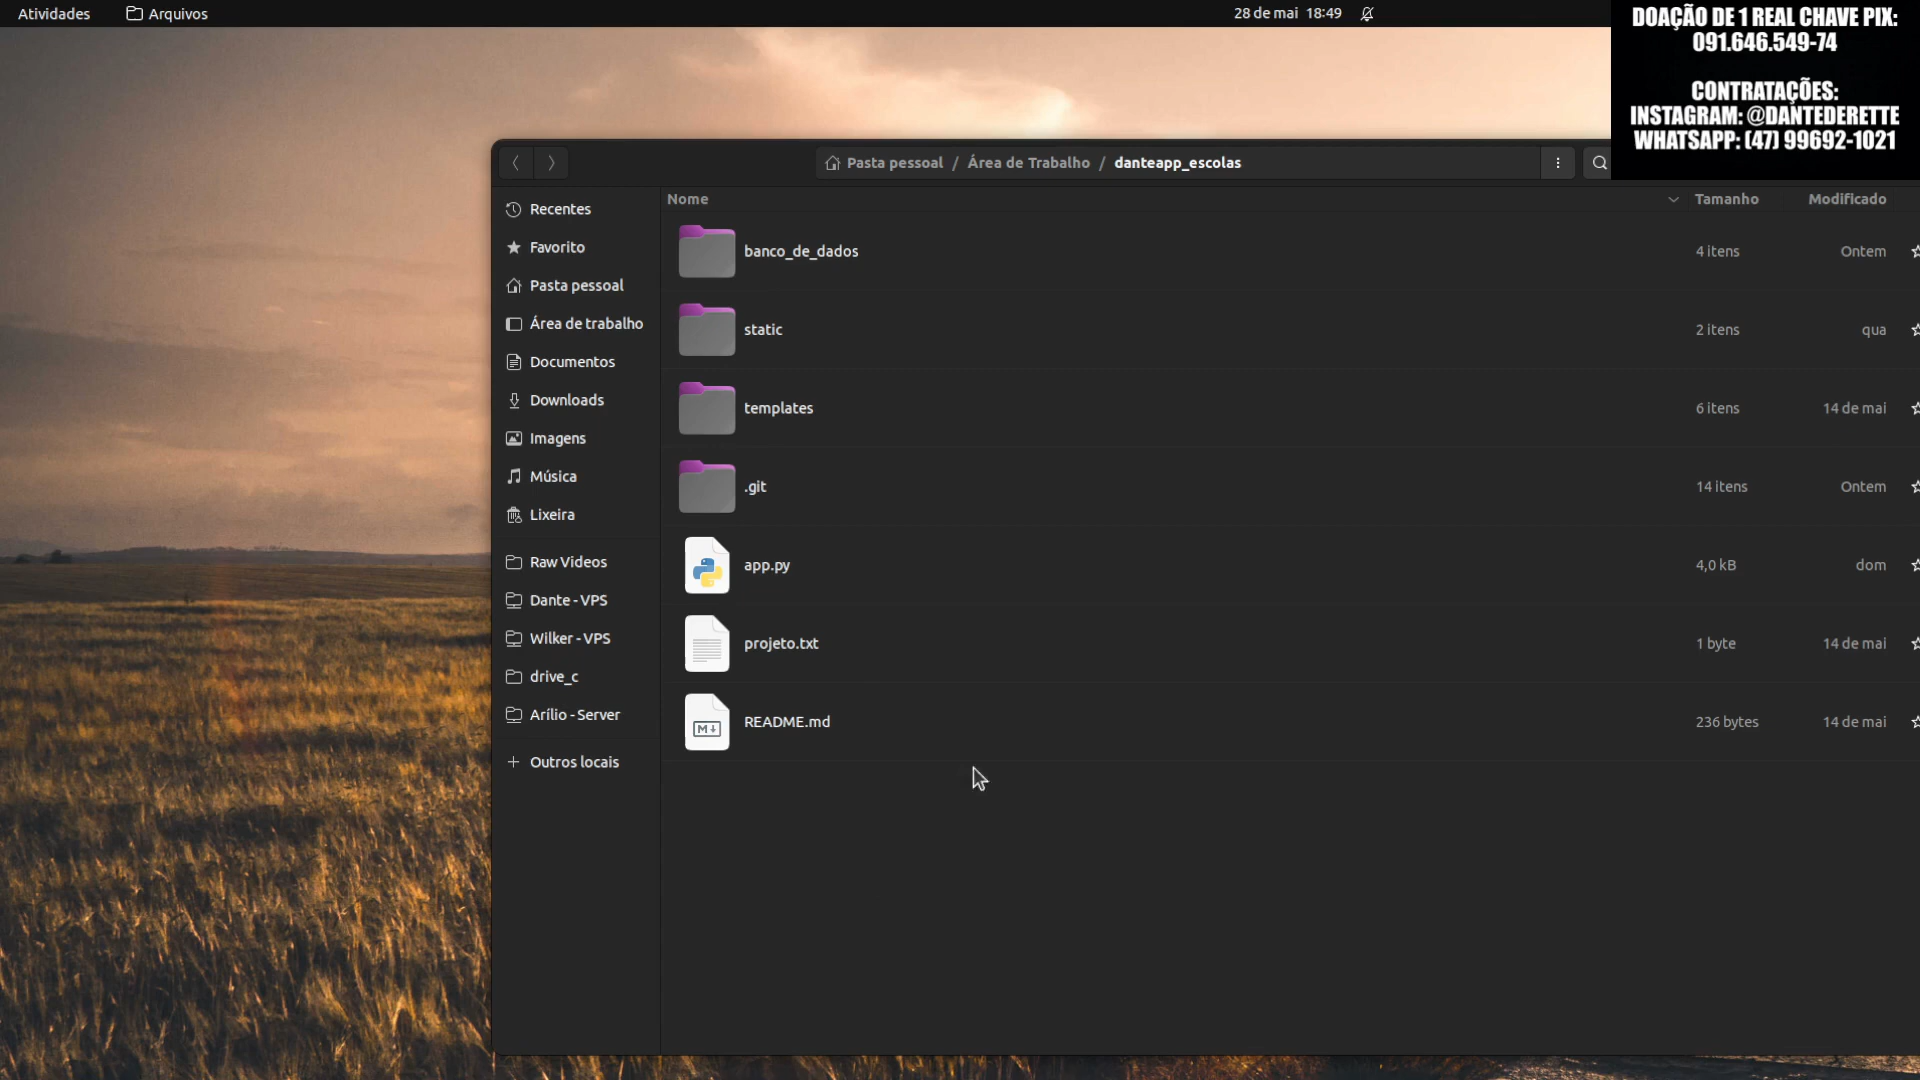 Atividades
Arquivos
28 de mai 18:49
DOAÇÃO DE 1 REAL CHAVE PIX:
091.646.549-74
CONTRATAÇÕES:
INSTAGRAM: @DANTEDERETTE
WHATSAPP: (47) 99692-1021
Pasta pessoal / Área de Trabalho / danteapp_escolas
Recentes
Favorito
Pasta pessoal
Área de trabalho
Documentos
Downloads
Imagens
Música
Lixeira
Raw Videos
Dante - VPS
Wilker - VPS
drive_c
Arílio - Server
+ Outros locais
Nome Tamanho Modificado
banco_de_dados 4 itens Ontem
static 2 itens qua
templates 6 itens 14 de mai
.git 14 itens Ontem
app.py 4,0 kB dom
projeto.txt 1 byte 14 de mai
README.md 236 bytes 14 de mai